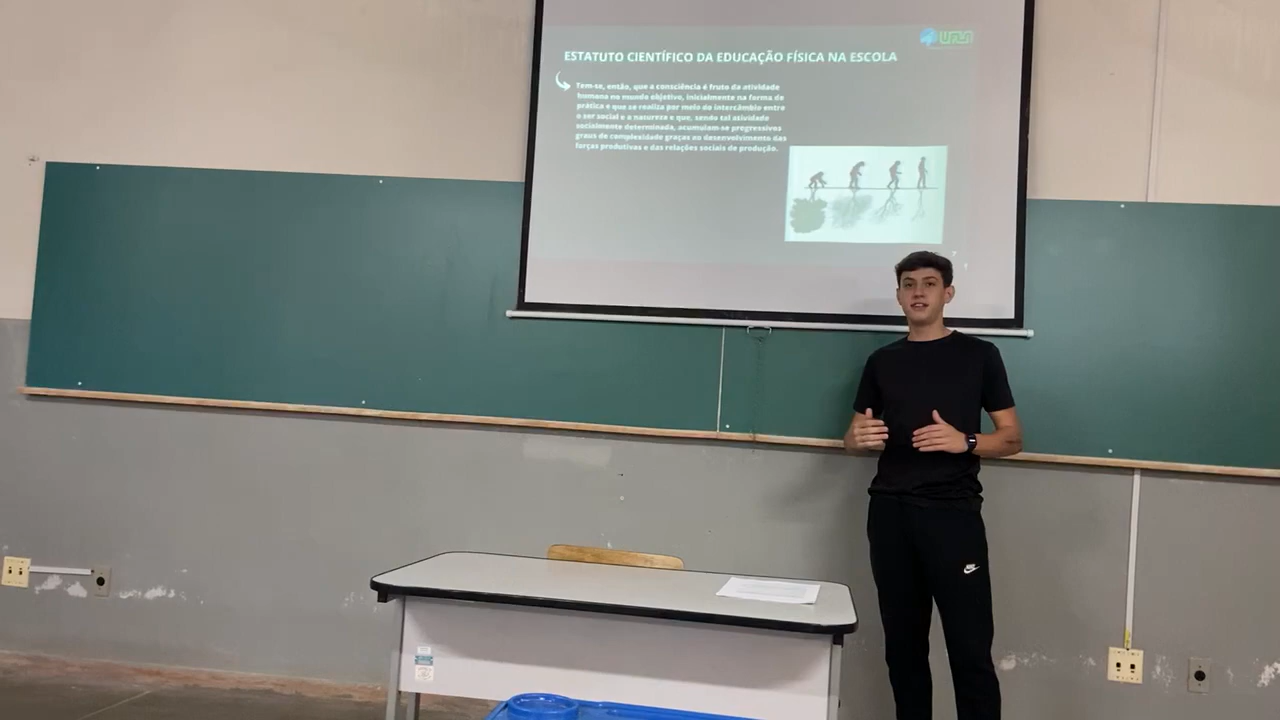 ESTATUTO CIENTÍFICO DA EDUCAÇÃO FÍSICA NA ESCOLA
Tem-se, então, que a consciência é fruto da atividade
humana no mundo objetivo, inicialmente na forma de
prática e que se realiza por meio do intercâmbio entre
o ser social e a natureza e que, sendo tal atividade
socialmente determinada, acumulam-se progressivos
graus de complexidade graças ao desenvolvimento das
forças produtivas e das relações sociais de produção.